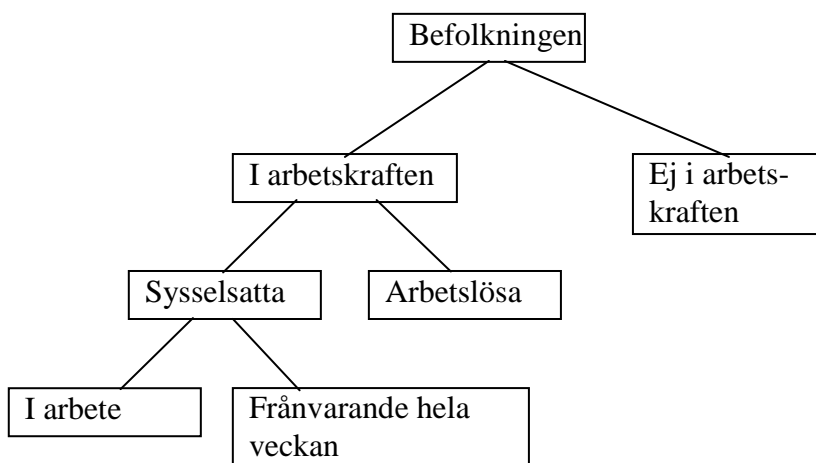 Befolkningen
I arbetskraften
Ej i arbets-
kraften
Sysselsatta
Arbetslösa
I arbete
Frånvarande hela
veckan